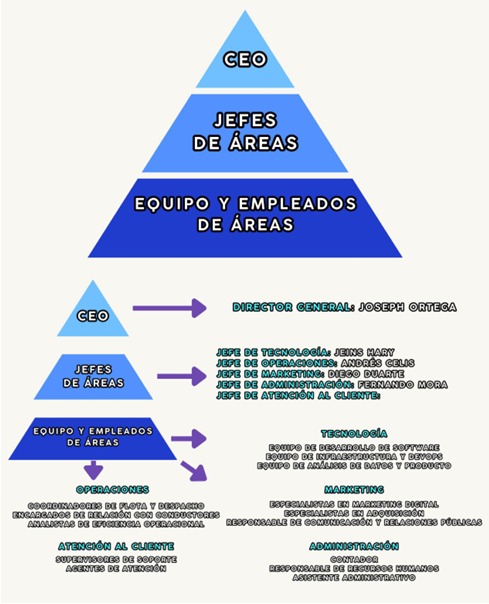 CEO
JEFES
DE ÁREAS
EQUIPO Y EMPLEADOS
DE ÁREAS
CEO
DIRECTOR GENERAL: JOSEPH ORTEGA
JEFES
DE ÁREAS
JEFE DE TECNOLOGÍA: JEINS HARY
JEFE DE OPERACIONES: ANDRÉS CELIS
JEFE DE MARKETING: DIEGO DUARTE
JEFE DE ADMINISTRACIÓN: FERNANDO MORA
JEFE DE ATENCIÓN AL CLIENTE:
EQUIPO Y EMPLEADOS
DE ÁREAS
TECNOLOGÍA
EQUIPO DE DESARROLLO DE SOFTWARE
EQUIPO DE INFRAESTRUCTURA Y DEVOPS
EQUIPO DE ANÁLISIS DE DATOS Y PRODUCTO
OPERACIONES
COORDINADORES DE FLOTA Y DESPACHO
ENCARGADOS DE RELACIÓN CON CONDUCTORES
ANALISTAS DE EFICIENCIA OPERACIONAL
MARKETING
ESPECIALISTAS EN MARKETING DIGITAL
ESPECIALISTAS EN ADQUISICIÓN
RESPONSABLE DE COMUNICACIÓN Y RELACIONES PÚBLICAS
ATENCIÓN AL CLIENTE
SUPERVISORES DE SOPORTE
AGENTES DE ATENCIÓN
ADMINISTRACIÓN
CONTADOR
RESPONSABLE DE RECURSOS HUMANOS
ASISTENTE ADMINISTRATIVO